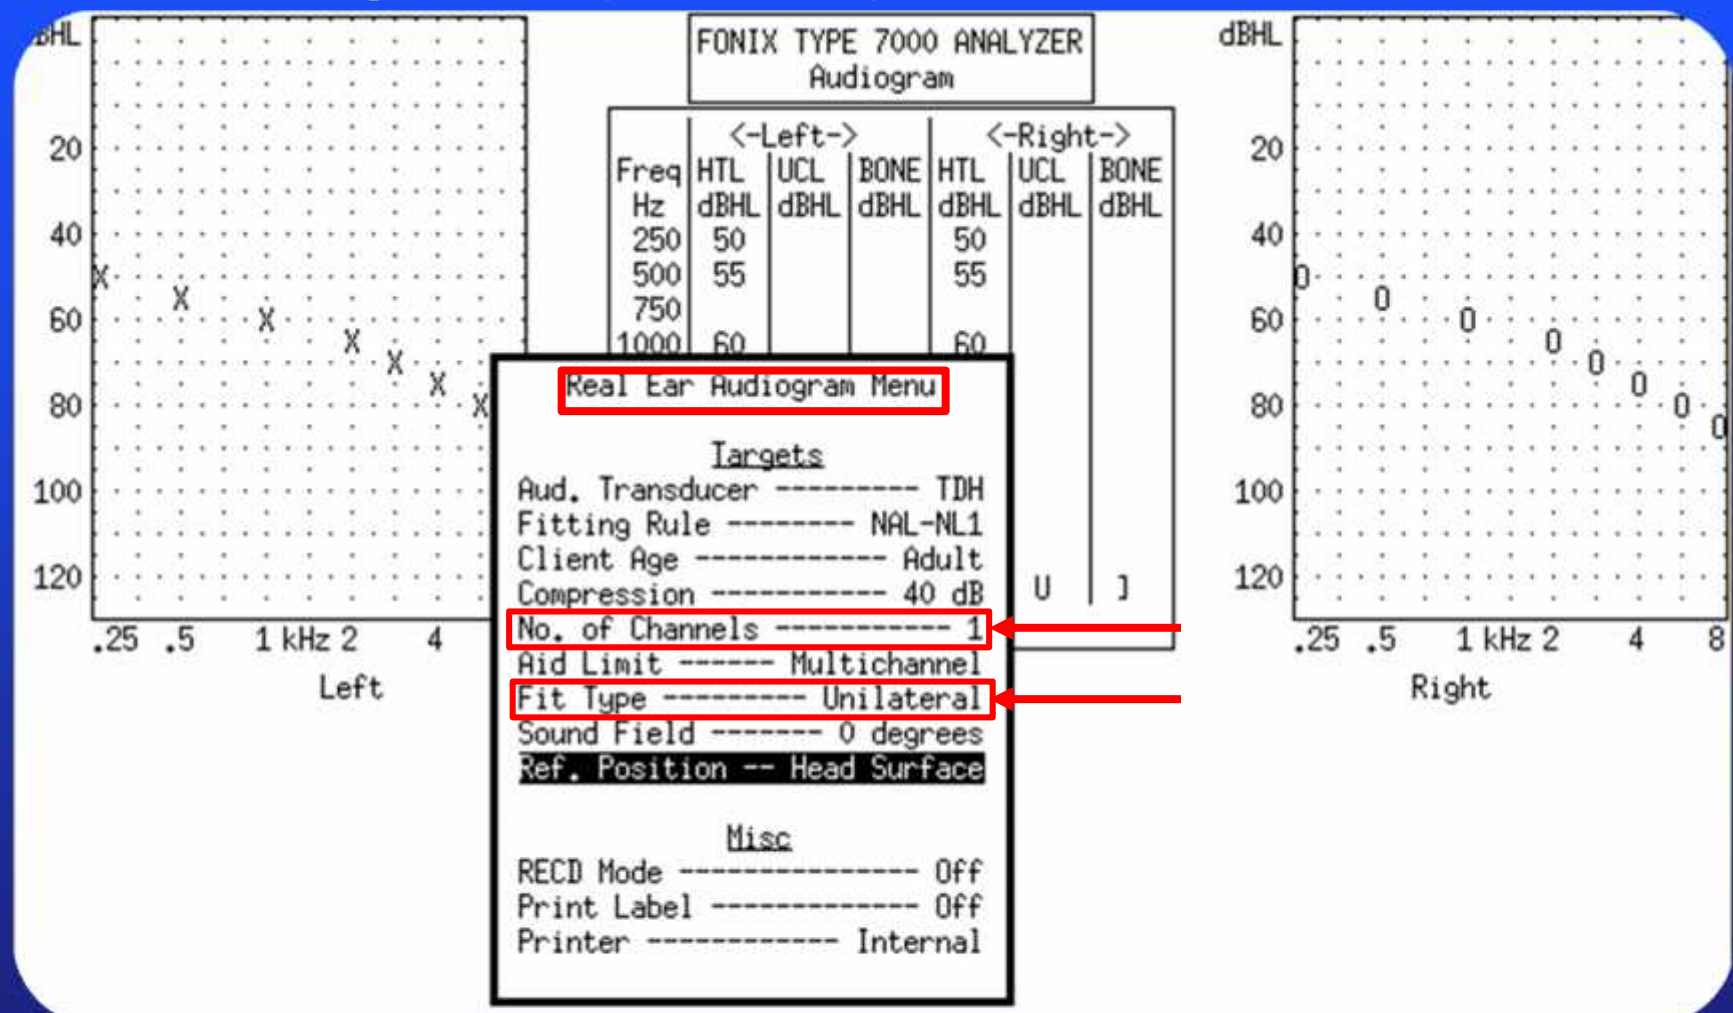 dBHL
20
40
60
80
100
120
.25 .5 1 kHz 2 4
Left
FONIX TYPE 7000 ANALYZER
Audiogram
<-Left-> <-Right->
Freq HTL UCL BONE HTL UCL BONE
Hz dBHL dBHL dBHL dBHL dBHL dBHL
250 50 50
500 55 55
750
1000 60 60
U ]
Real Ear Audiogram Menu
Targets
Aud. Transducer --------- TDH
Fitting Rule -------- NAL-NL1
Client Age ------------ Adult
Compression ----------- 40 dB
No. of Channels ----------- 1
Aid Limit ------ Multichannel
Fit Type --------- Unilateral
Sound Field ------- 0 degrees
Ref. Position -- Head Surface
Misc
RECD Mode --------------- Off
Print Label ------------- Off
Printer ------------ Internal
dBHL
20
40
60
80
100
120
.25 .5 1 kHz 2 4 8
Right